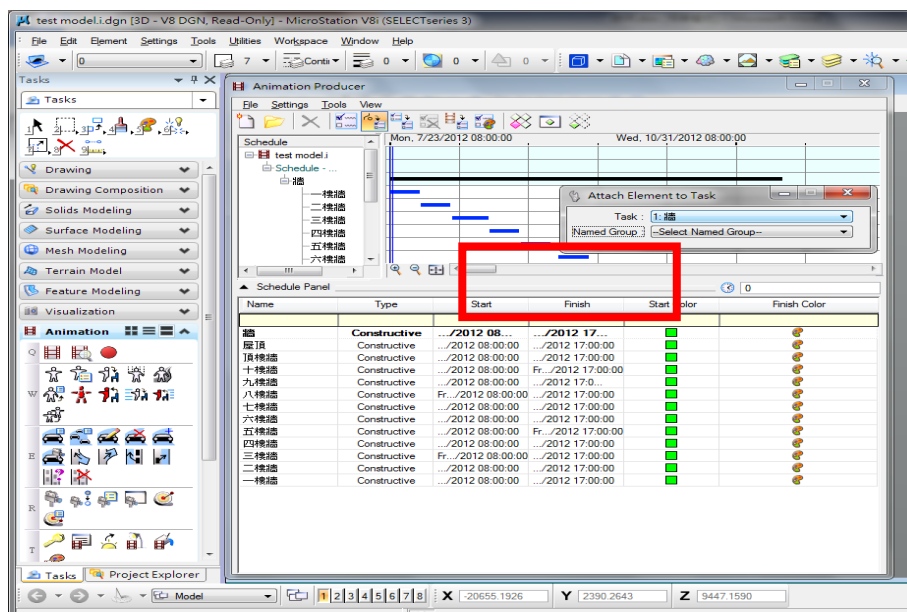 test model.i.dgn [3D - V8 DGN, Read-Only] - MicroStation V8i (SELECTseries 3)
File Edit Element Settings Tools Utilities Workspace Window Help
0 7 0 0 0
Tasks
Tasks
Drawing
Drawing Composition
Solids Modeling
Surface Modeling
Mesh Modeling
Terrain Model
Feature Modeling
Visualization
Animation
Q
W
E
R
T
Tasks Project Explorer
Animation Producer
File Settings Tools View
Schedule
Mon, 7/23/2012 08:00:00 Wed, 10/31/2012 08:00:00
test model.i
Schedule - ...
牆
一樓牆
二樓牆
三樓牆
四樓牆
五樓牆
六樓牆
Attach Element to Task
Task : 1: 牆
Named Group : --Select Named Group--
Schedule Panel 0
Name Type Start Finish Start Color Finish Color
牆 Constructive .../2012 08... .../2012 17...
屋頂 Constructive .../2012 08:00:00 .../2012 17:00:00
頂樓牆 Constructive .../2012 08:00:00 .../2012 17:00:00
十樓牆 Constructive .../2012 08:00:00 Fr.../2012 17:00:00
九樓牆 Constructive .../2012 08:00:00 .../2012 17:0...
八樓牆 Constructive Fr.../2012 08:00:00 .../2012 17:00:00
七樓牆 Constructive .../2012 08:00:00 .../2012 17:00:00
六樓牆 Constructive .../2012 08:00:00 .../2012 17:00:00
五樓牆 Constructive .../2012 08:00:00 Fr.../2012 17:00:00
四樓牆 Constructive .../2012 08:00:00 .../2012 17:00:00
三樓牆 Constructive Fr.../2012 08:00:00 .../2012 17:00:00
二樓牆 Constructive .../2012 08:00:00 .../2012 17:00:00
一樓牆 Constructive .../2012 08:00:00 .../2012 17:00:00
Model 1 2 3 4 5 6 7 8 X -20655.1926 Y 2390.2643 Z 9447.1590